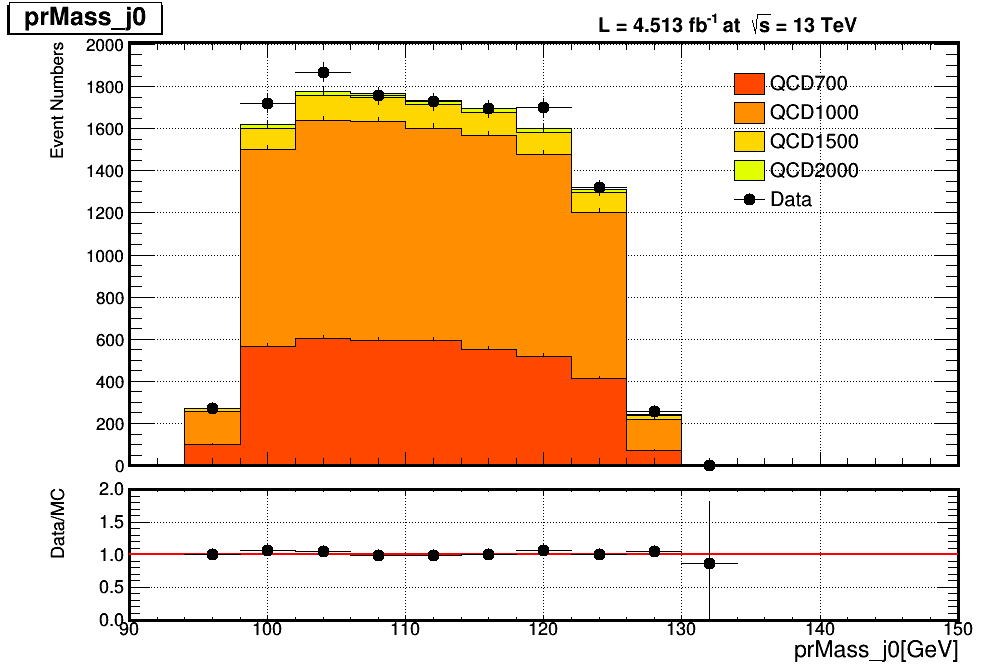 prMass_j0
L = 4.513 fb⁻¹ at √s = 13 TeV
Event Numbers
2000
1800
1600
1400
1200
1000
800
600
400
200
0
QCD700
QCD1000
QCD1500
QCD2000
Data
Data/MC
2.0
1.5
1.0
0.5
0.0
90 100 110 120 130 140 150
prMass_j0[GeV]